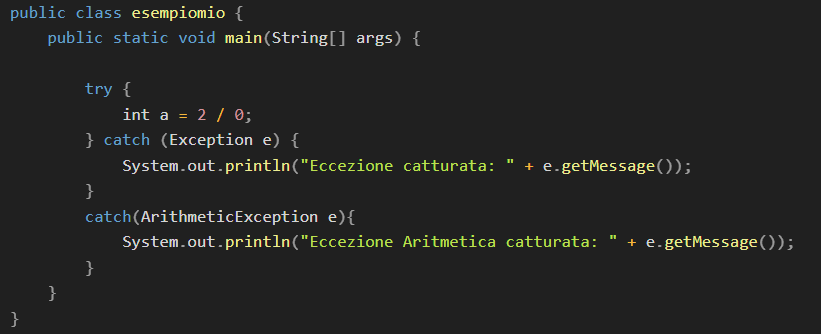 public class esempiomio {
    public static void main(String[] args) {

        try {
            int a = 2 / 0;
        } catch (Exception e) {
            System.out.println("Eccezione catturata: " + e.getMessage());
        }
        catch(ArithmeticException e){
            System.out.println("Eccezione Aritmetica catturata: " + e.getMessage());
        }
    }
}